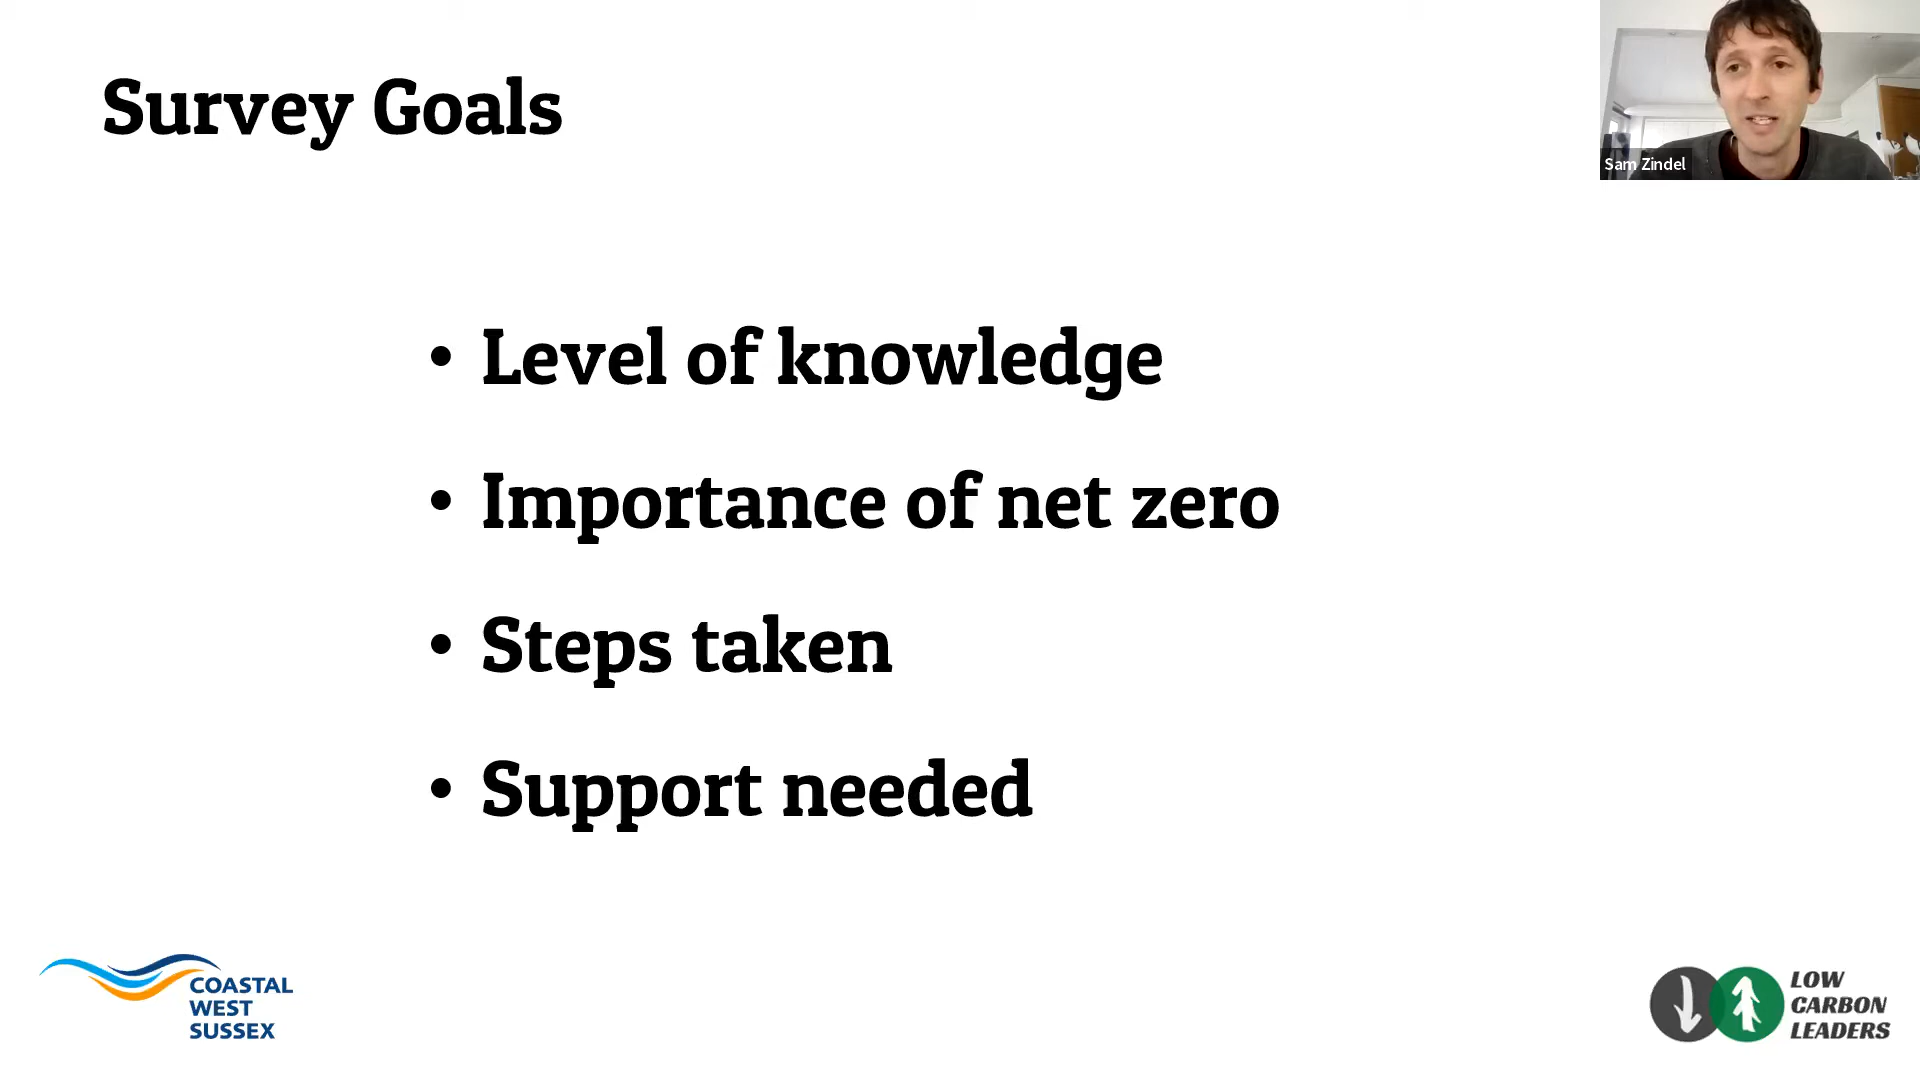 Survey Goals
Sam Zindel
• Level of knowledge
• Importance of net zero
• Steps taken
• Support needed
COASTAL
WEST
SUSSEX
LOW
CARBON
LEADERS